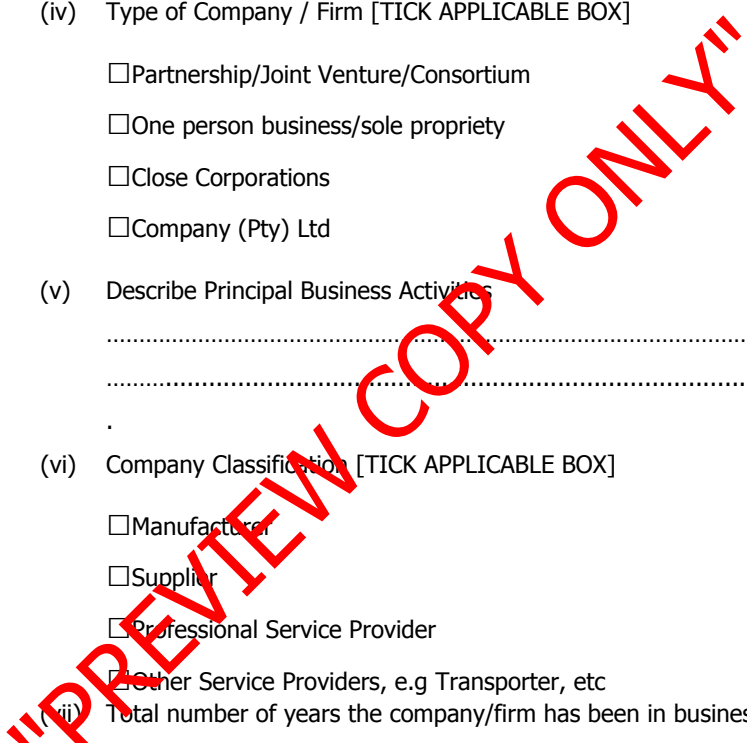 (iv) Type of Company / Firm [TICK APPLICABLE BOX]
☐Partnership/Joint Venture/Consortium
☐One person business/sole propriety
☐Close Corporations
☐Company (Pty) Ltd
(v) Describe Principal Business Activities
................................................................................................
................................................................................................
.
(vi) Company Classification [TICK APPLICABLE BOX]
☐Manufacturer
☐Supplier
☐Professional Service Provider
☐Other Service Providers, e.g Transporter, etc
(vii) Total number of years the company/firm has been in busines
"PREVIEW COPY ONLY"